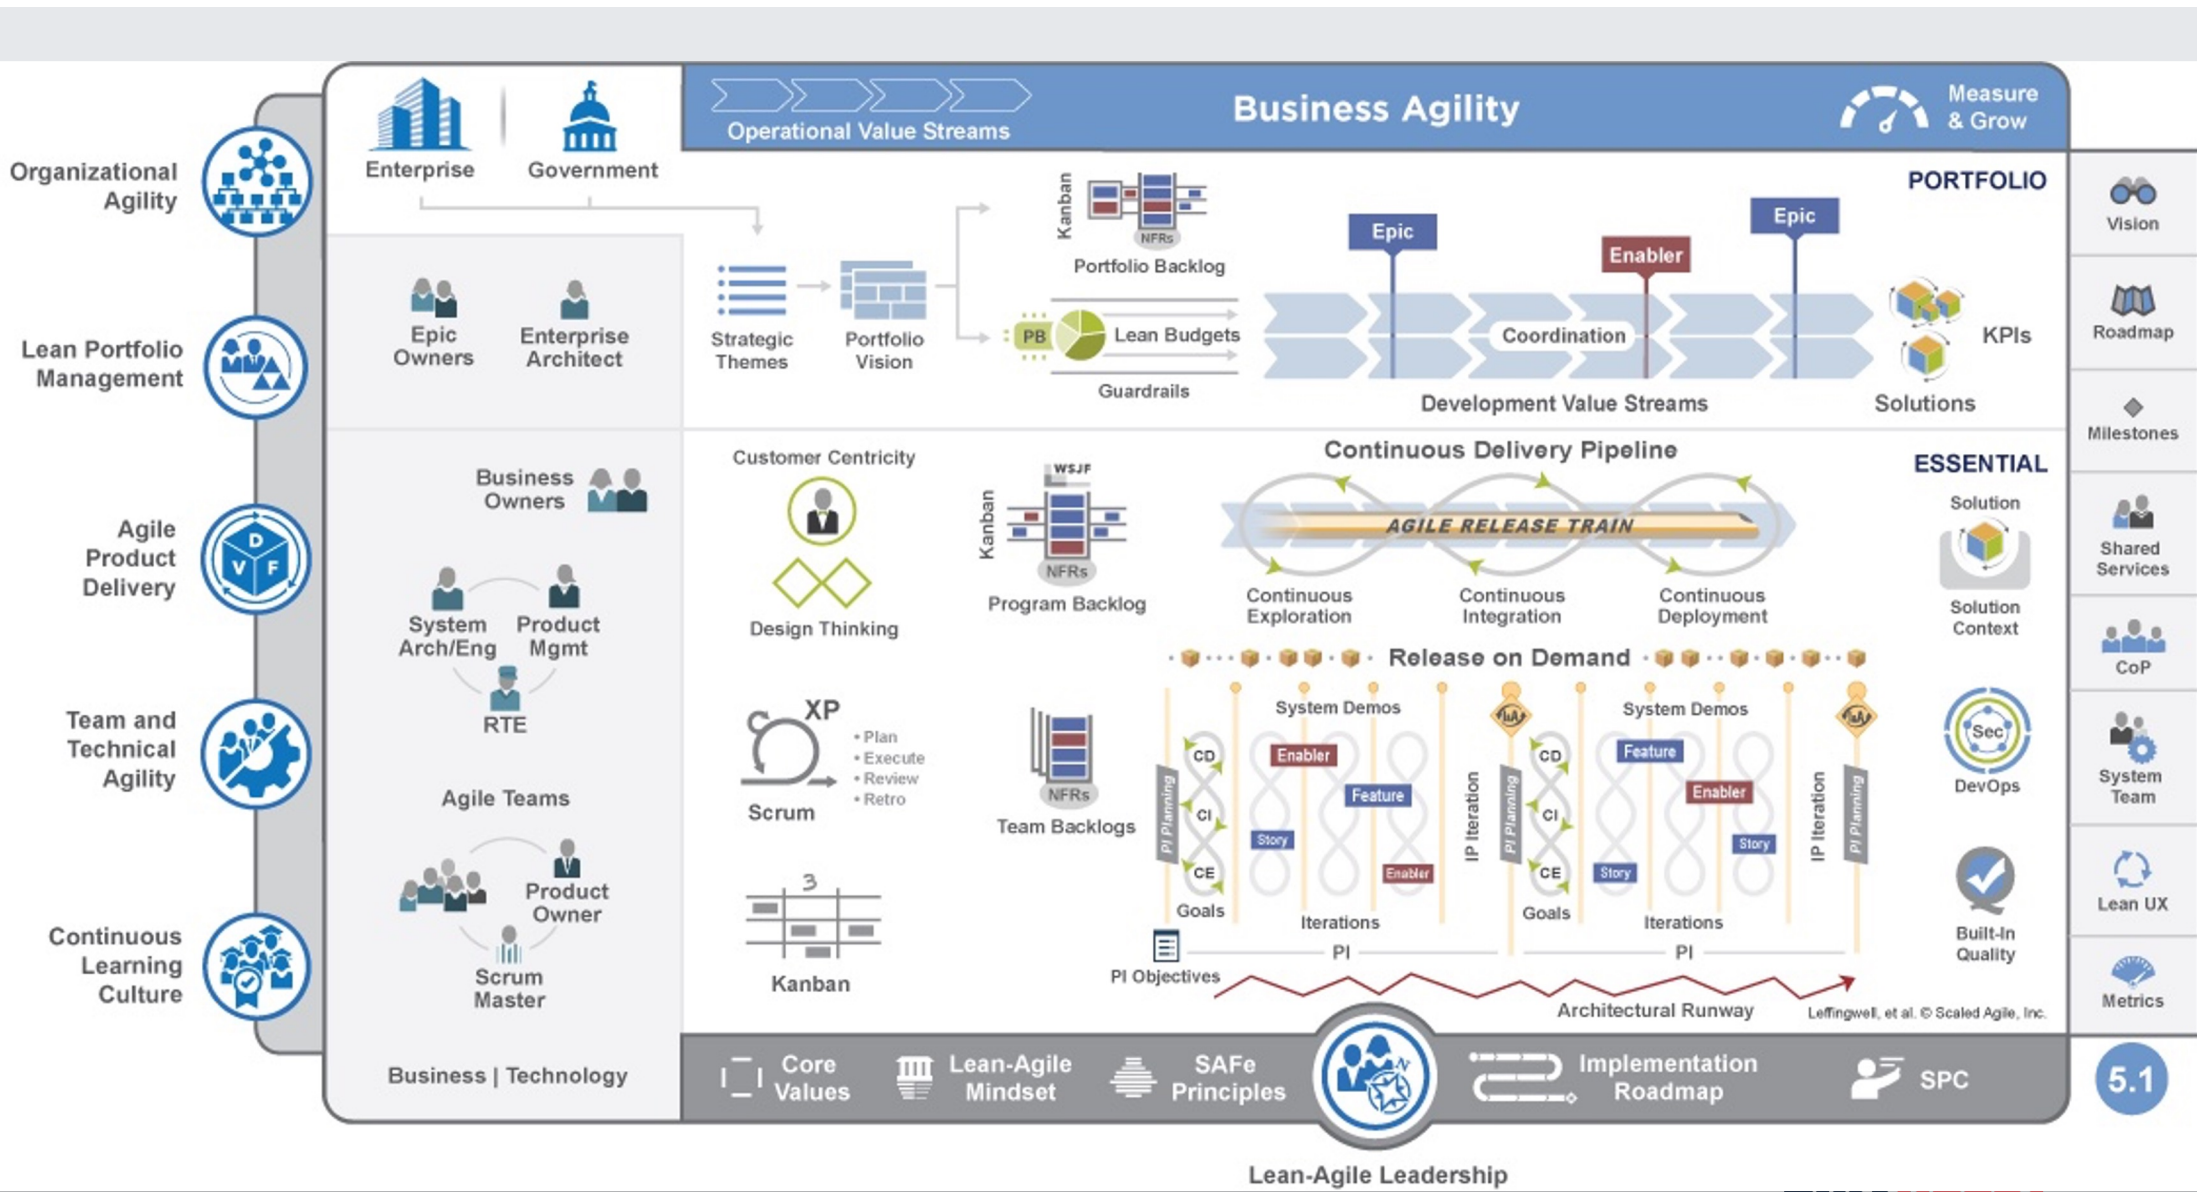 Organizational
Agility
Lean Portfolio
Management
Agile
Product
Delivery
Team and
Technical
Agility
Continuous
Learning
Culture
Enterprise
Government
Operational Value Streams
Business Agility
Measure
& Grow
Epic
Owners
Enterprise
Architect
Strategic
Themes
Portfolio
Vision
Kanban
NFRs
Portfolio Backlog
PB
Lean Budgets
Guardrails
PORTFOLIO
Epic
Enabler
Epic
Coordination
Development Value Streams
KPIs
Solutions
Business
Owners
System
Arch/Eng
Product
Mgmt
RTE
Agile Teams
Product
Owner
Scrum
Master
Business | Technology
Customer Centricity
Design Thinking
XP
• Plan
• Execute
• Review
• Retro
Scrum
3
Kanban
WSJF
Kanban
NFRs
Program Backlog
NFRs
Team Backlogs
Continuous Delivery Pipeline
AGILE RELEASE TRAIN
Continuous
Exploration
Continuous
Integration
Continuous
Deployment
Release on Demand
PI Planning
CD
CI
CE
Goals
System Demos
Enabler
Feature
Story
Enabler
Iterations
IP Iteration
I&A
PI Planning
CD
CI
CE
Goals
System Demos
Feature
Enabler
Story
Story
Iterations
IP Iteration
I&A
PI Planning
PI Objectives
PI
PI
Architectural Runway
ESSENTIAL
Solution
Solution
Context
Sec
DevOps
Built-In
Quality
Leffingwell, et al. © Scaled Agile, Inc.
Vision
Roadmap
Milestones
Shared
Services
CoP
System
Team
Lean UX
Metrics
D
V F
Core
Values
Lean-Agile
Mindset
SAFe
Principles
N
Implementation
Roadmap
SPC
5.1
Lean-Agile Leadership